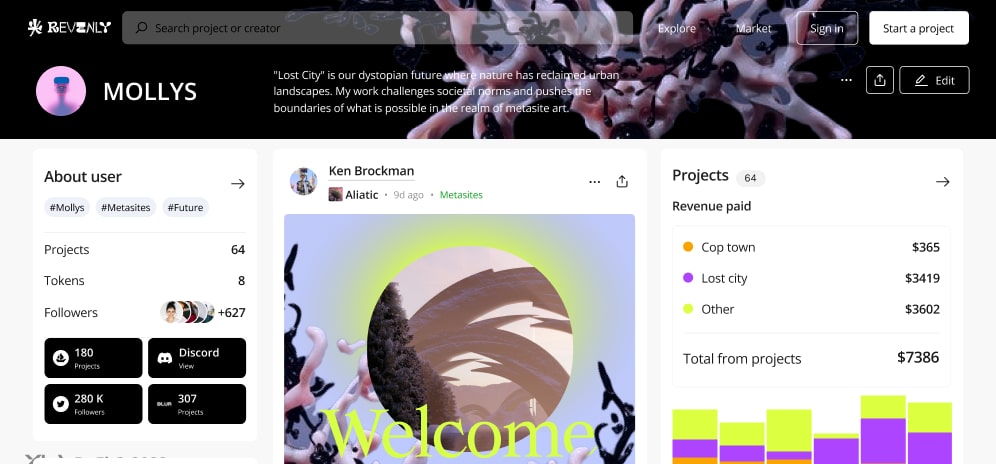 REVENLY
Search project or creator
Explore
Market
Sign in
Start a project
MOLLYS
"Lost City" is our dystopian future where nature has reclaimed urban
landscapes. My work challenges societal norms and pushes the
boundaries of what is possible in the realm of metasite art.
Edit
About user
#Mollys #Metasites #Future
Projects 64
Tokens 8
Followers +627
180
Projects
Discord
View
280 K
Followers
BLUR
307
Projects
Ken Brockman
Aliatic • 9d ago • Metasites
Welcome
Projects 64
Revenue paid
Cop town $365
Lost city $3419
Other $3602
Total from projects $7386